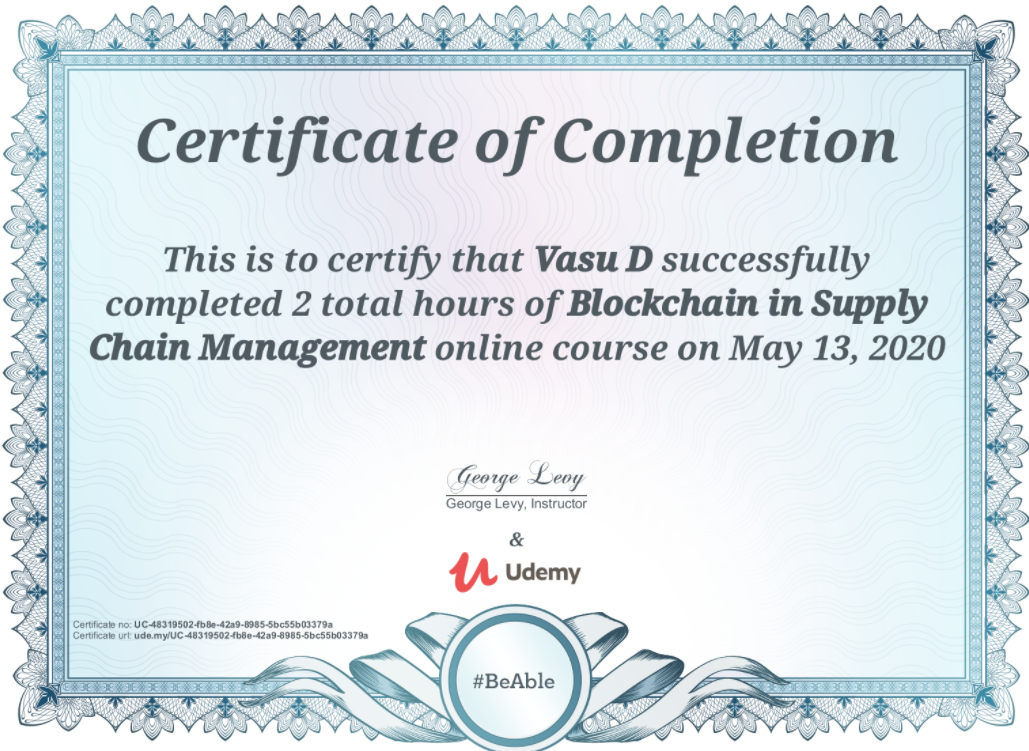 Certificate of Completion
This is to certify that Vasu D successfully
completed 2 total hours of Blockchain in Supply
Chain Management online course on May 13, 2020
George Levy
George Levy, Instructor
&
Udemy
Certificate no: UC-48319502-fb8e-42a9-8985-5bc55b03379a
Certificate url: ude.my/UC-48319502-fb8e-42a9-8985-5bc55b03379a
#BeAble